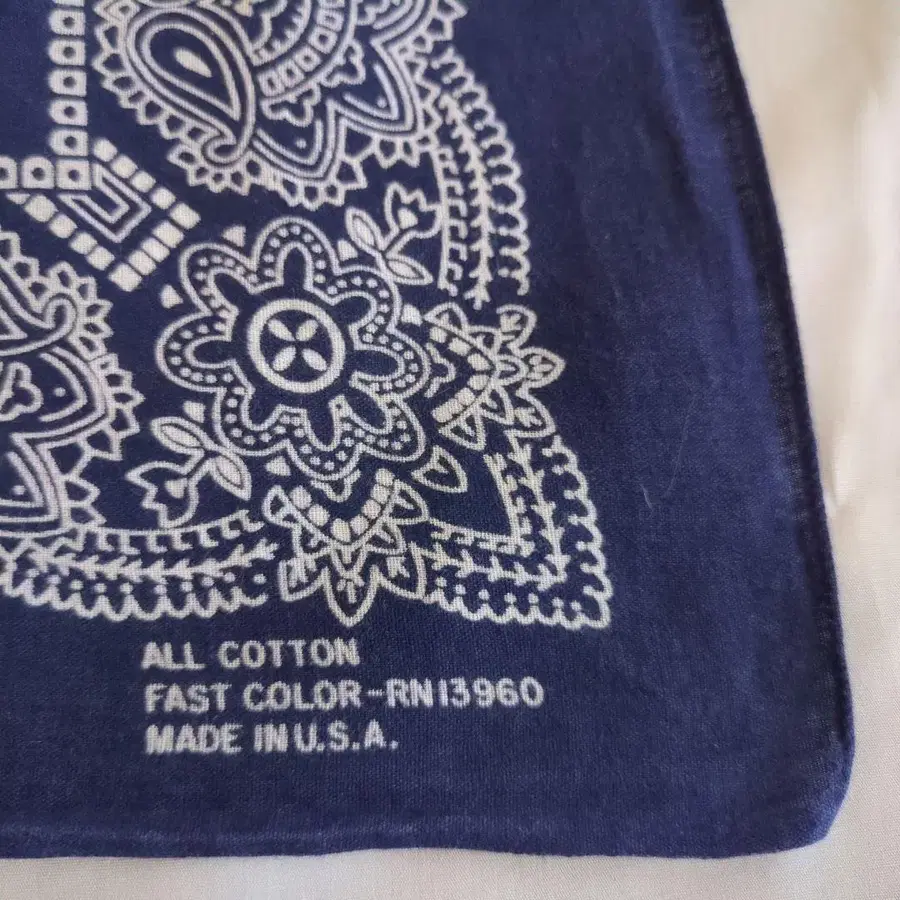 ALL COTTON
FAST COLOR-RN13960
MADE IN U.S.A.